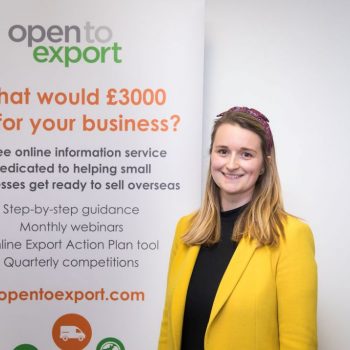 open to
export
hat would £3000
for your business?
ee online information service
edicated to helping small
esses get ready to sell overseas
Step-by-step guidance
Monthly webinars
line Export Action Plan tool
Quarterly competitions
opentoexport.com